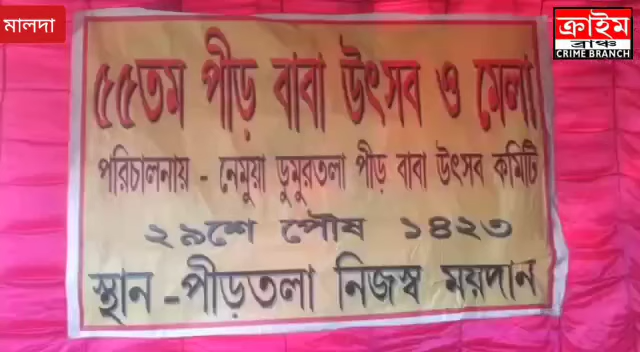 মালদা
ক্রাইম
ব্রাঞ্চ
CRIME BRANCH
৫৫তম পীড় বাবা উৎসব ও মেলা
পরিচালনায় - নেমুয়া ডুমুরতলা পীড় বাবা উৎসব কমিটি
২৯শে পৌষ ১৪২৩
স্থান - পীড়তলা নিজস্ব ময়দান